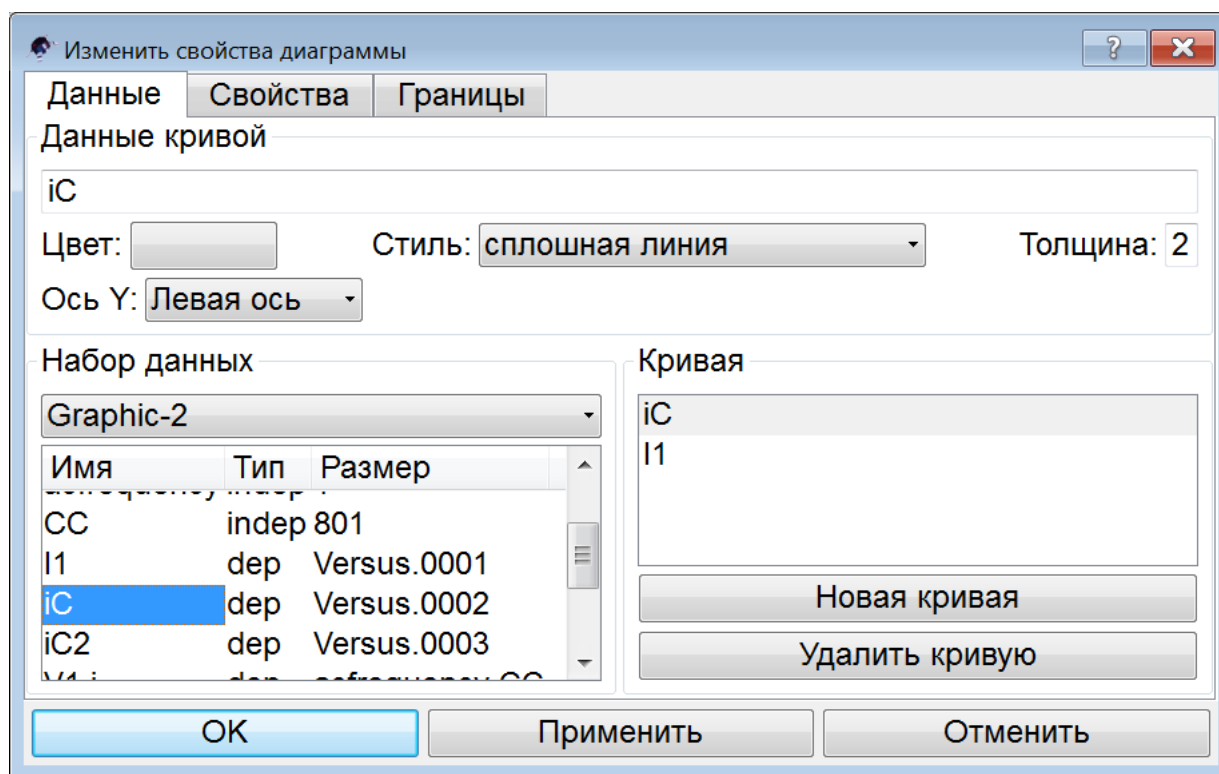 Изменить свойства диаграммы
Данные Свойства Границы
Данные кривой
iC
Цвет: Стиль: сплошная линия Толщина: 2
Ось Y: Левая ось
Набор данных
Graphic-2
Имя Тип Размер
CC indep 801
I1 dep Versus.0001
iC dep Versus.0002
iC2 dep Versus.0003
Кривая
iC
I1
Новая кривая
Удалить кривую
OK Применить Отменить